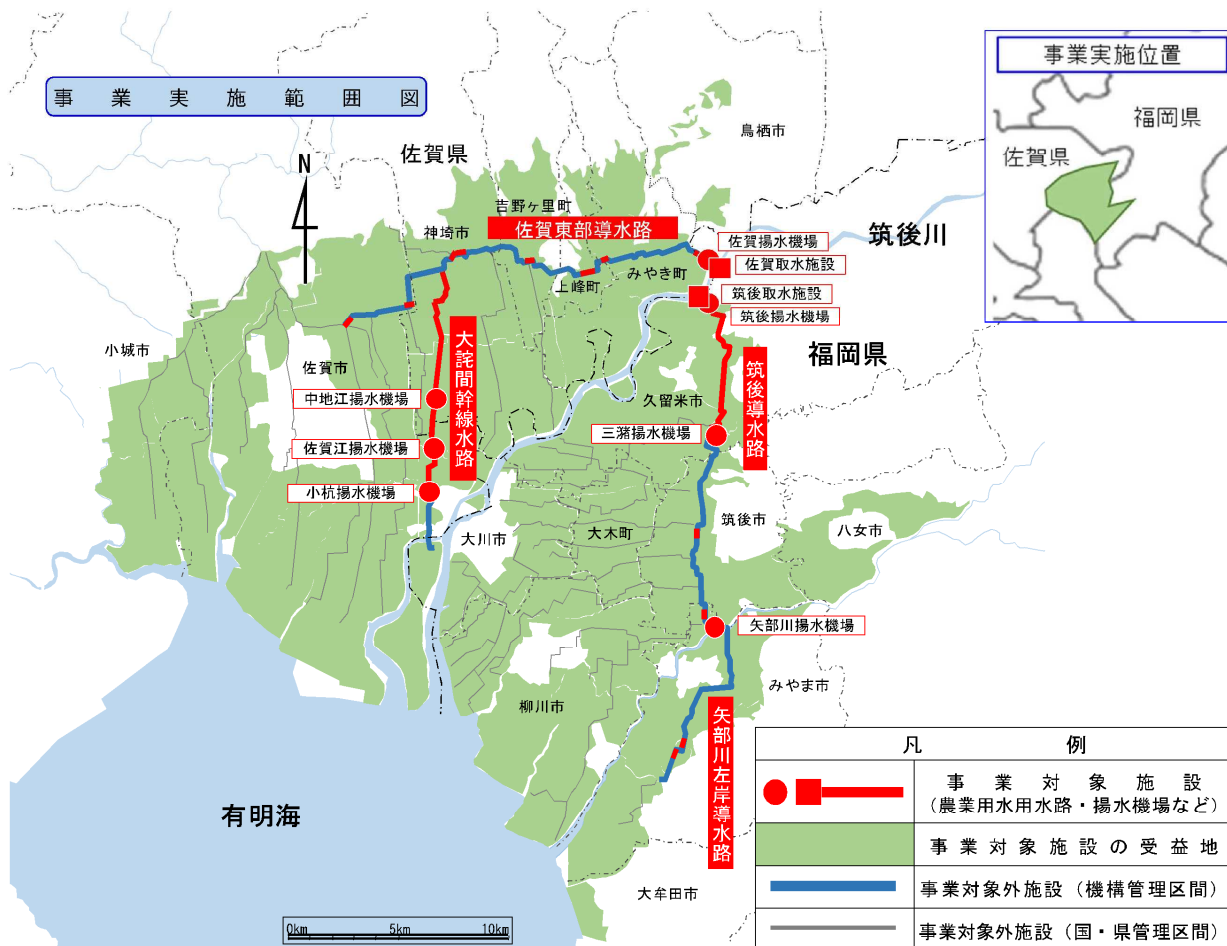 事業実施範囲図
事業実施位置
福岡県
佐賀県
鳥栖市
佐賀県
N
吉野ヶ里町
神埼市
佐賀東部導水路
佐賀揚水機場
筑後川
佐賀取水施設
みやき町
上峰町
筑後取水施設
筑後揚水機場
福岡県
小城市
佐賀市
大詫間幹線水路
筑後導水路
中地江揚水機場
久留米市
三潴揚水機場
佐賀江揚水機場
小杭揚水機場
筑後市
八女市
大川市
大木町
矢部川揚水機場
みやま市
柳川市
矢部川左岸導水路
有明海
大牟田市
凡例
事業対象施設
(農業用水用水路・揚水機場など)
事業対象施設の受益地
事業対象外施設(機構管理区間)
事業対象外施設(国・県管理区間)
0km 5km 10km